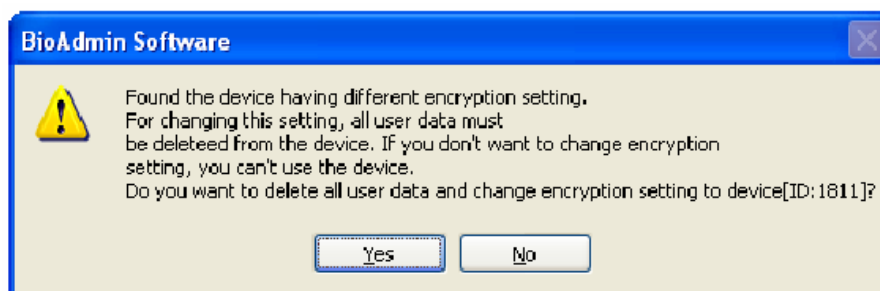 BioAdmin Software
Found the device having different encryption setting.
For changing this setting, all user data must
be deleteed from the device. If you don't want to change encryption
setting, you can't use the device.
Do you want to delete all user data and change encryption setting to device[ID:1811]?
Yes No